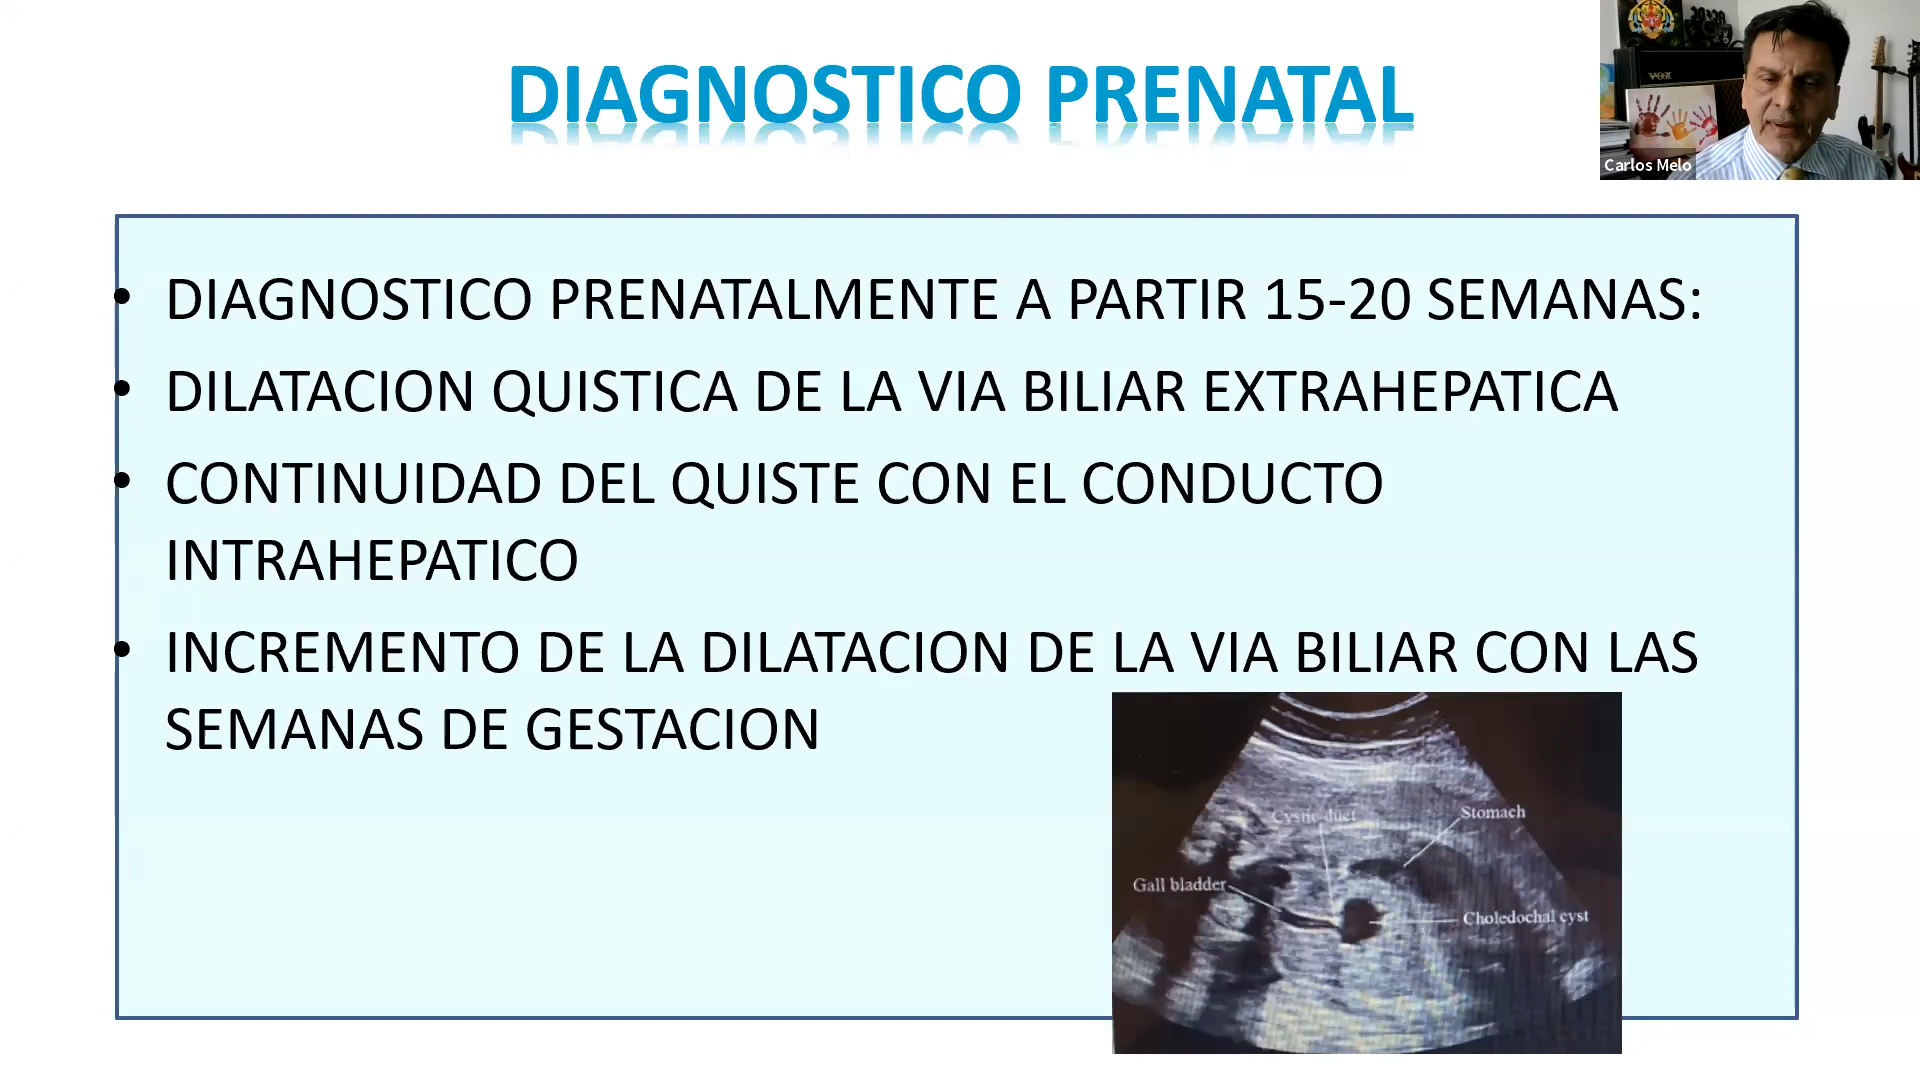 DIAGNOSTICO PRENATAL
VOX
Carlos Melo
• DIAGNOSTICO PRENATALMENTE A PARTIR 15-20 SEMANAS:
• DILATACION QUISTICA DE LA VIA BILIAR EXTRAHEPATICA
• CONTINUIDAD DEL QUISTE CON EL CONDUCTO
INTRAHEPATICO
• INCREMENTO DE LA DILATACION DE LA VIA BILIAR CON LAS
SEMANAS DE GESTACION
Cystic duct
Stomach
Gall bladder
Choledochal cyst